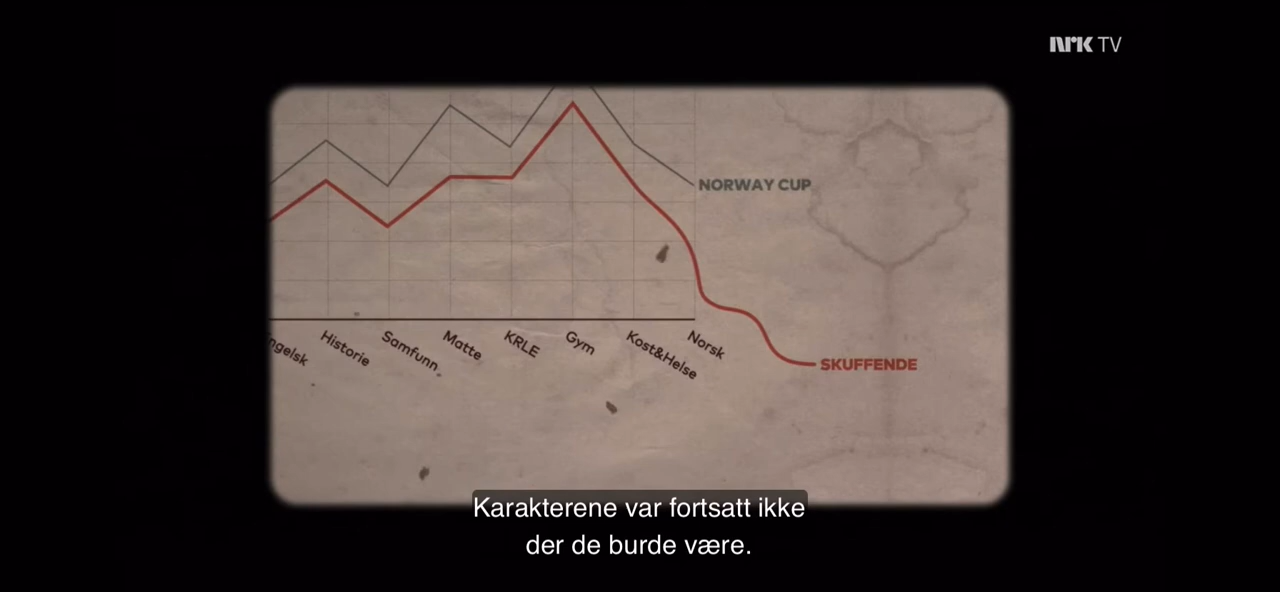 NRK TV
NORWAY CUP
ngelsk
Historie
Samfunn
Matte
KRLE
Gym
Kost&Helse
Norsk
SKUFFENDE
Karakterene var fortsatt ikke
der de burde være.